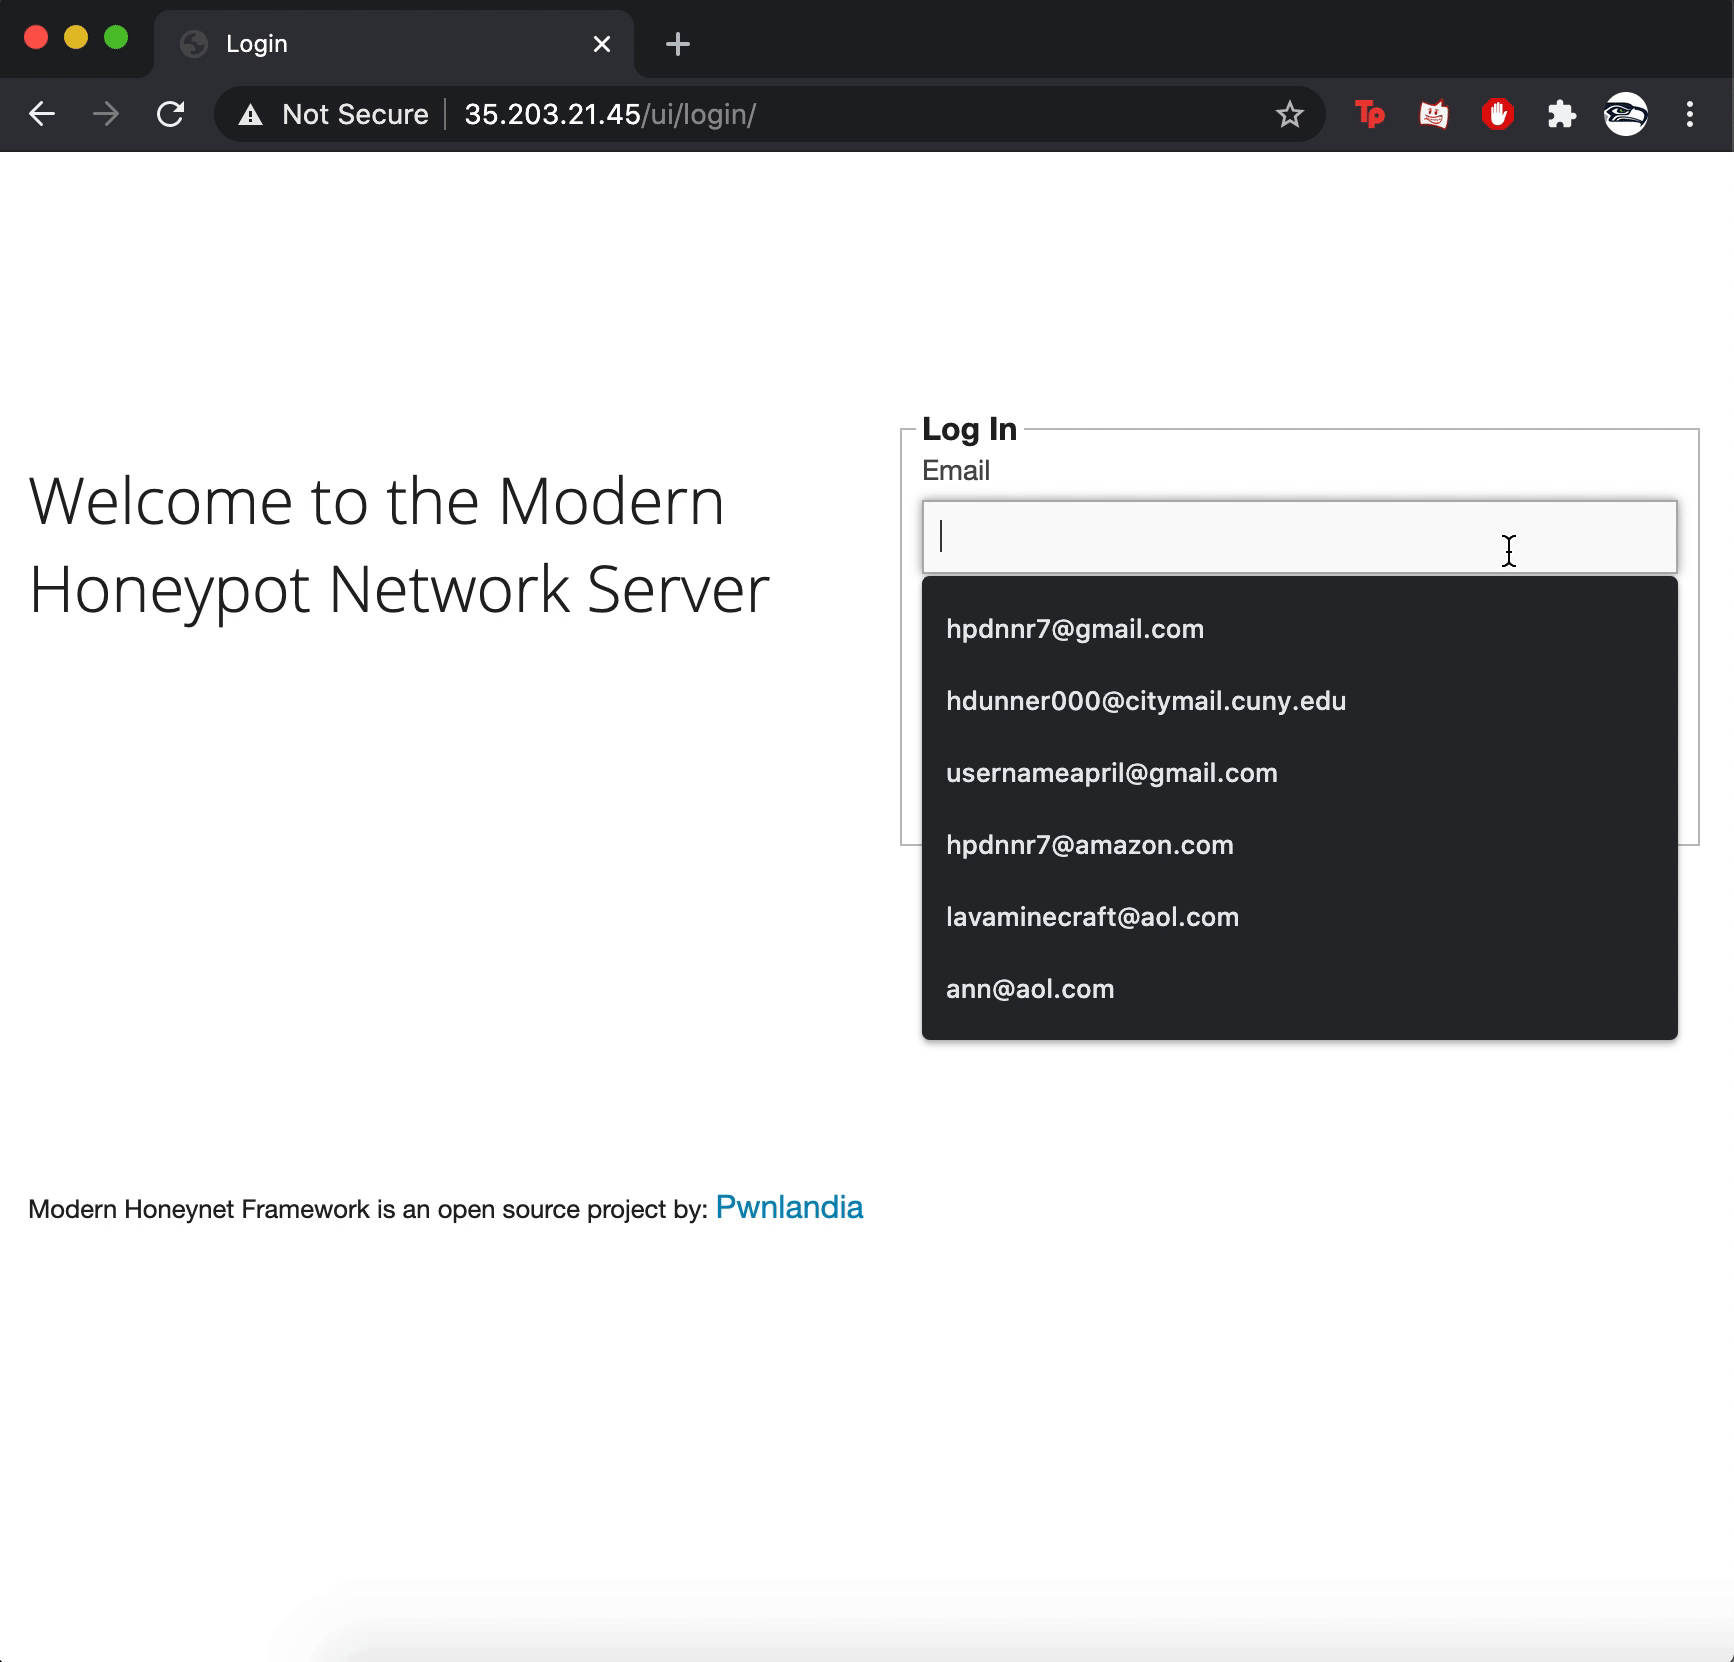 Login
Not Secure
35.203.21.45/ui/login/
Tp
Welcome to the Modern
Honeypot Network Server
Log In
Email
hpdnnr7@gmail.com
hdunner000@citymail.cuny.edu
usernameapril@gmail.com
hpdnnr7@amazon.com
lavaminecraft@aol.com
ann@aol.com
Modern Honeynet Framework is an open source project by: Pwnlandia